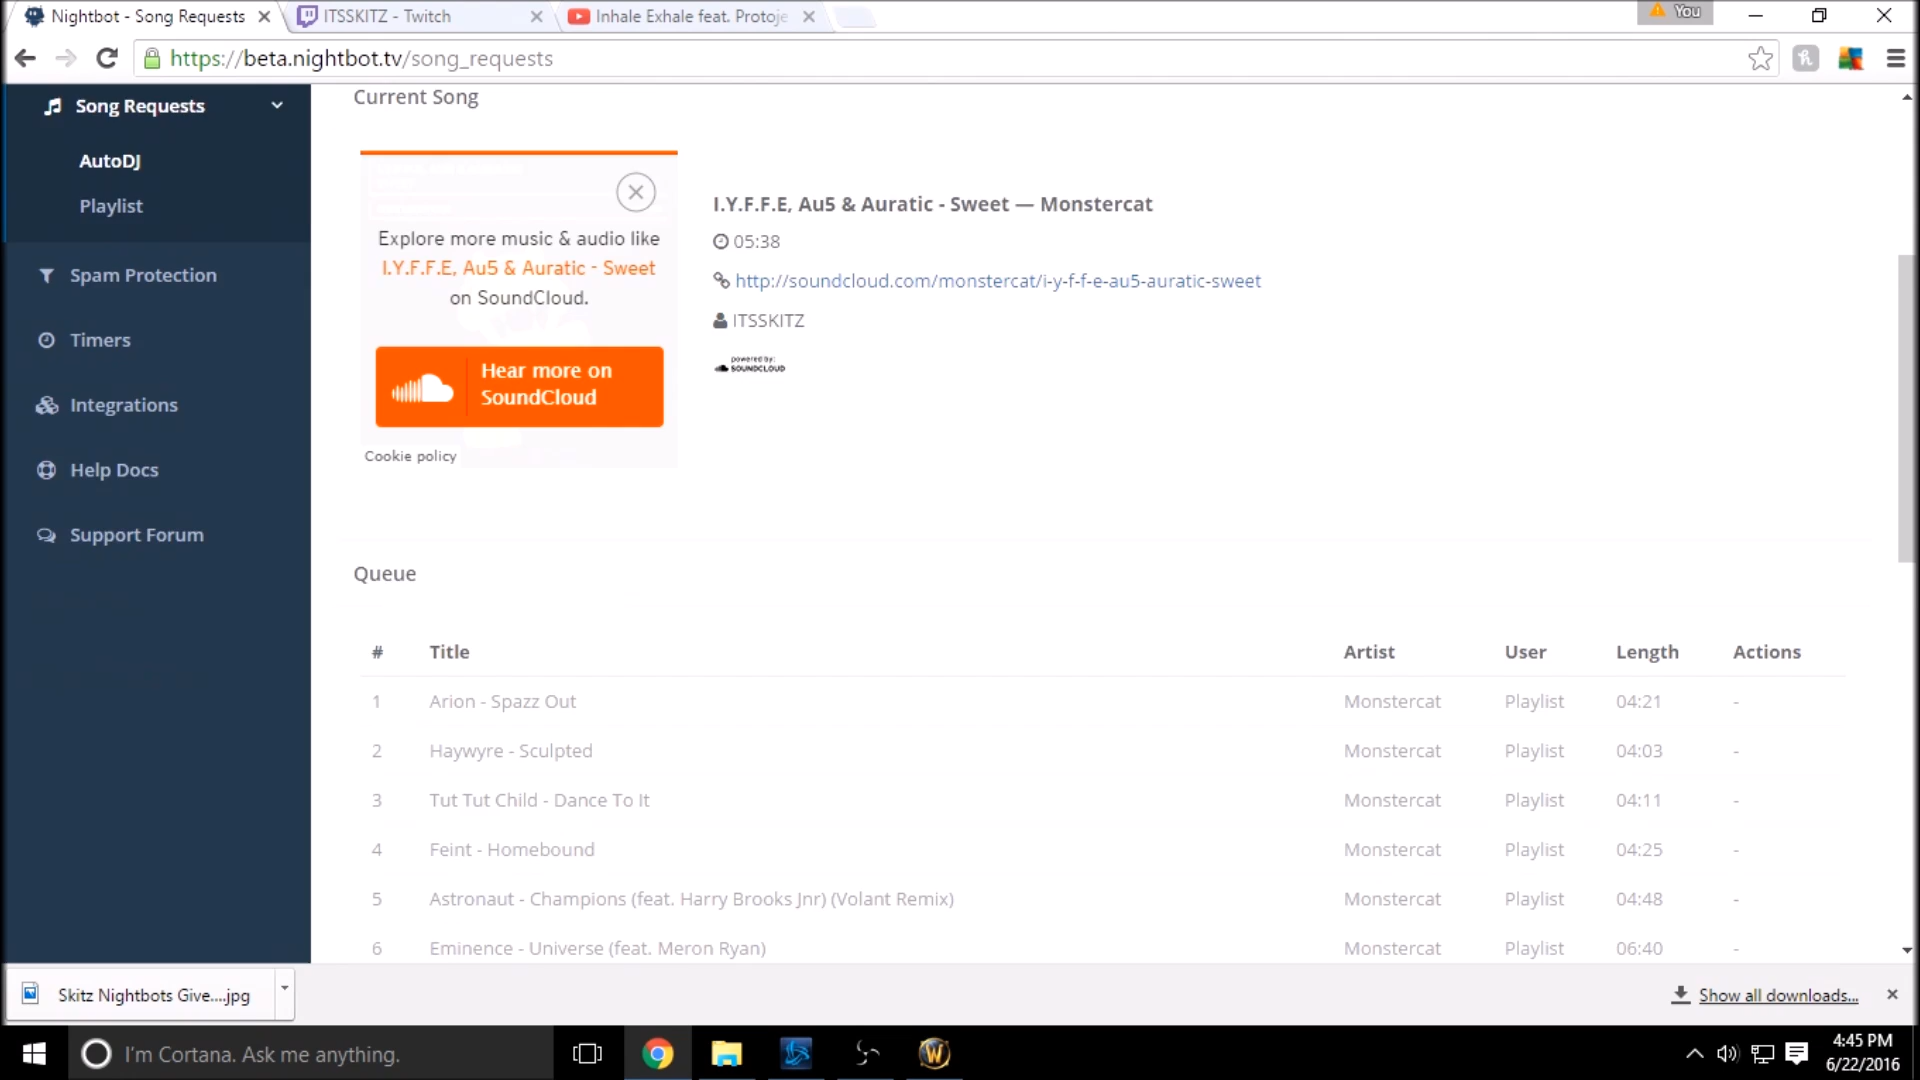 Nightbot - Song Requests
ITSSKITZ - Twitch
Inhale Exhale feat. Protoje
You
https://beta.nightbot.tv/song_requests
Song Requests
AutoDJ
Playlist
Spam Protection
Timers
Integrations
Help Docs
Support Forum
Current Song
Explore more music & audio like
I.Y.F.F.E, Au5 & Auratic - Sweet
on SoundCloud.
Hear more on
SoundCloud
Cookie policy
I.Y.F.F.E, Au5 & Auratic - Sweet — Monstercat
05:38
http://soundcloud.com/monstercat/i-y-f-f-e-au5-auratic-sweet
ITSSKITZ
powered by:
SOUNDCLOUD
Queue
# Title Artist User Length Actions
1 Arion - Spazz Out Monstercat Playlist 04:21 -
2 Haywyre - Sculpted Monstercat Playlist 04:03 -
3 Tut Tut Child - Dance To It Monstercat Playlist 04:11 -
4 Feint - Homebound Monstercat Playlist 04:25 -
5 Astronaut - Champions (feat. Harry Brooks Jnr) (Volant Remix) Monstercat Playlist 04:48 -
6 Eminence - Universe (feat. Meron Ryan) Monstercat Playlist 06:40 -
Skitz Nightbots Give....jpg
Show all downloads...
I'm Cortana. Ask me anything.
4:45 PM
6/22/2016